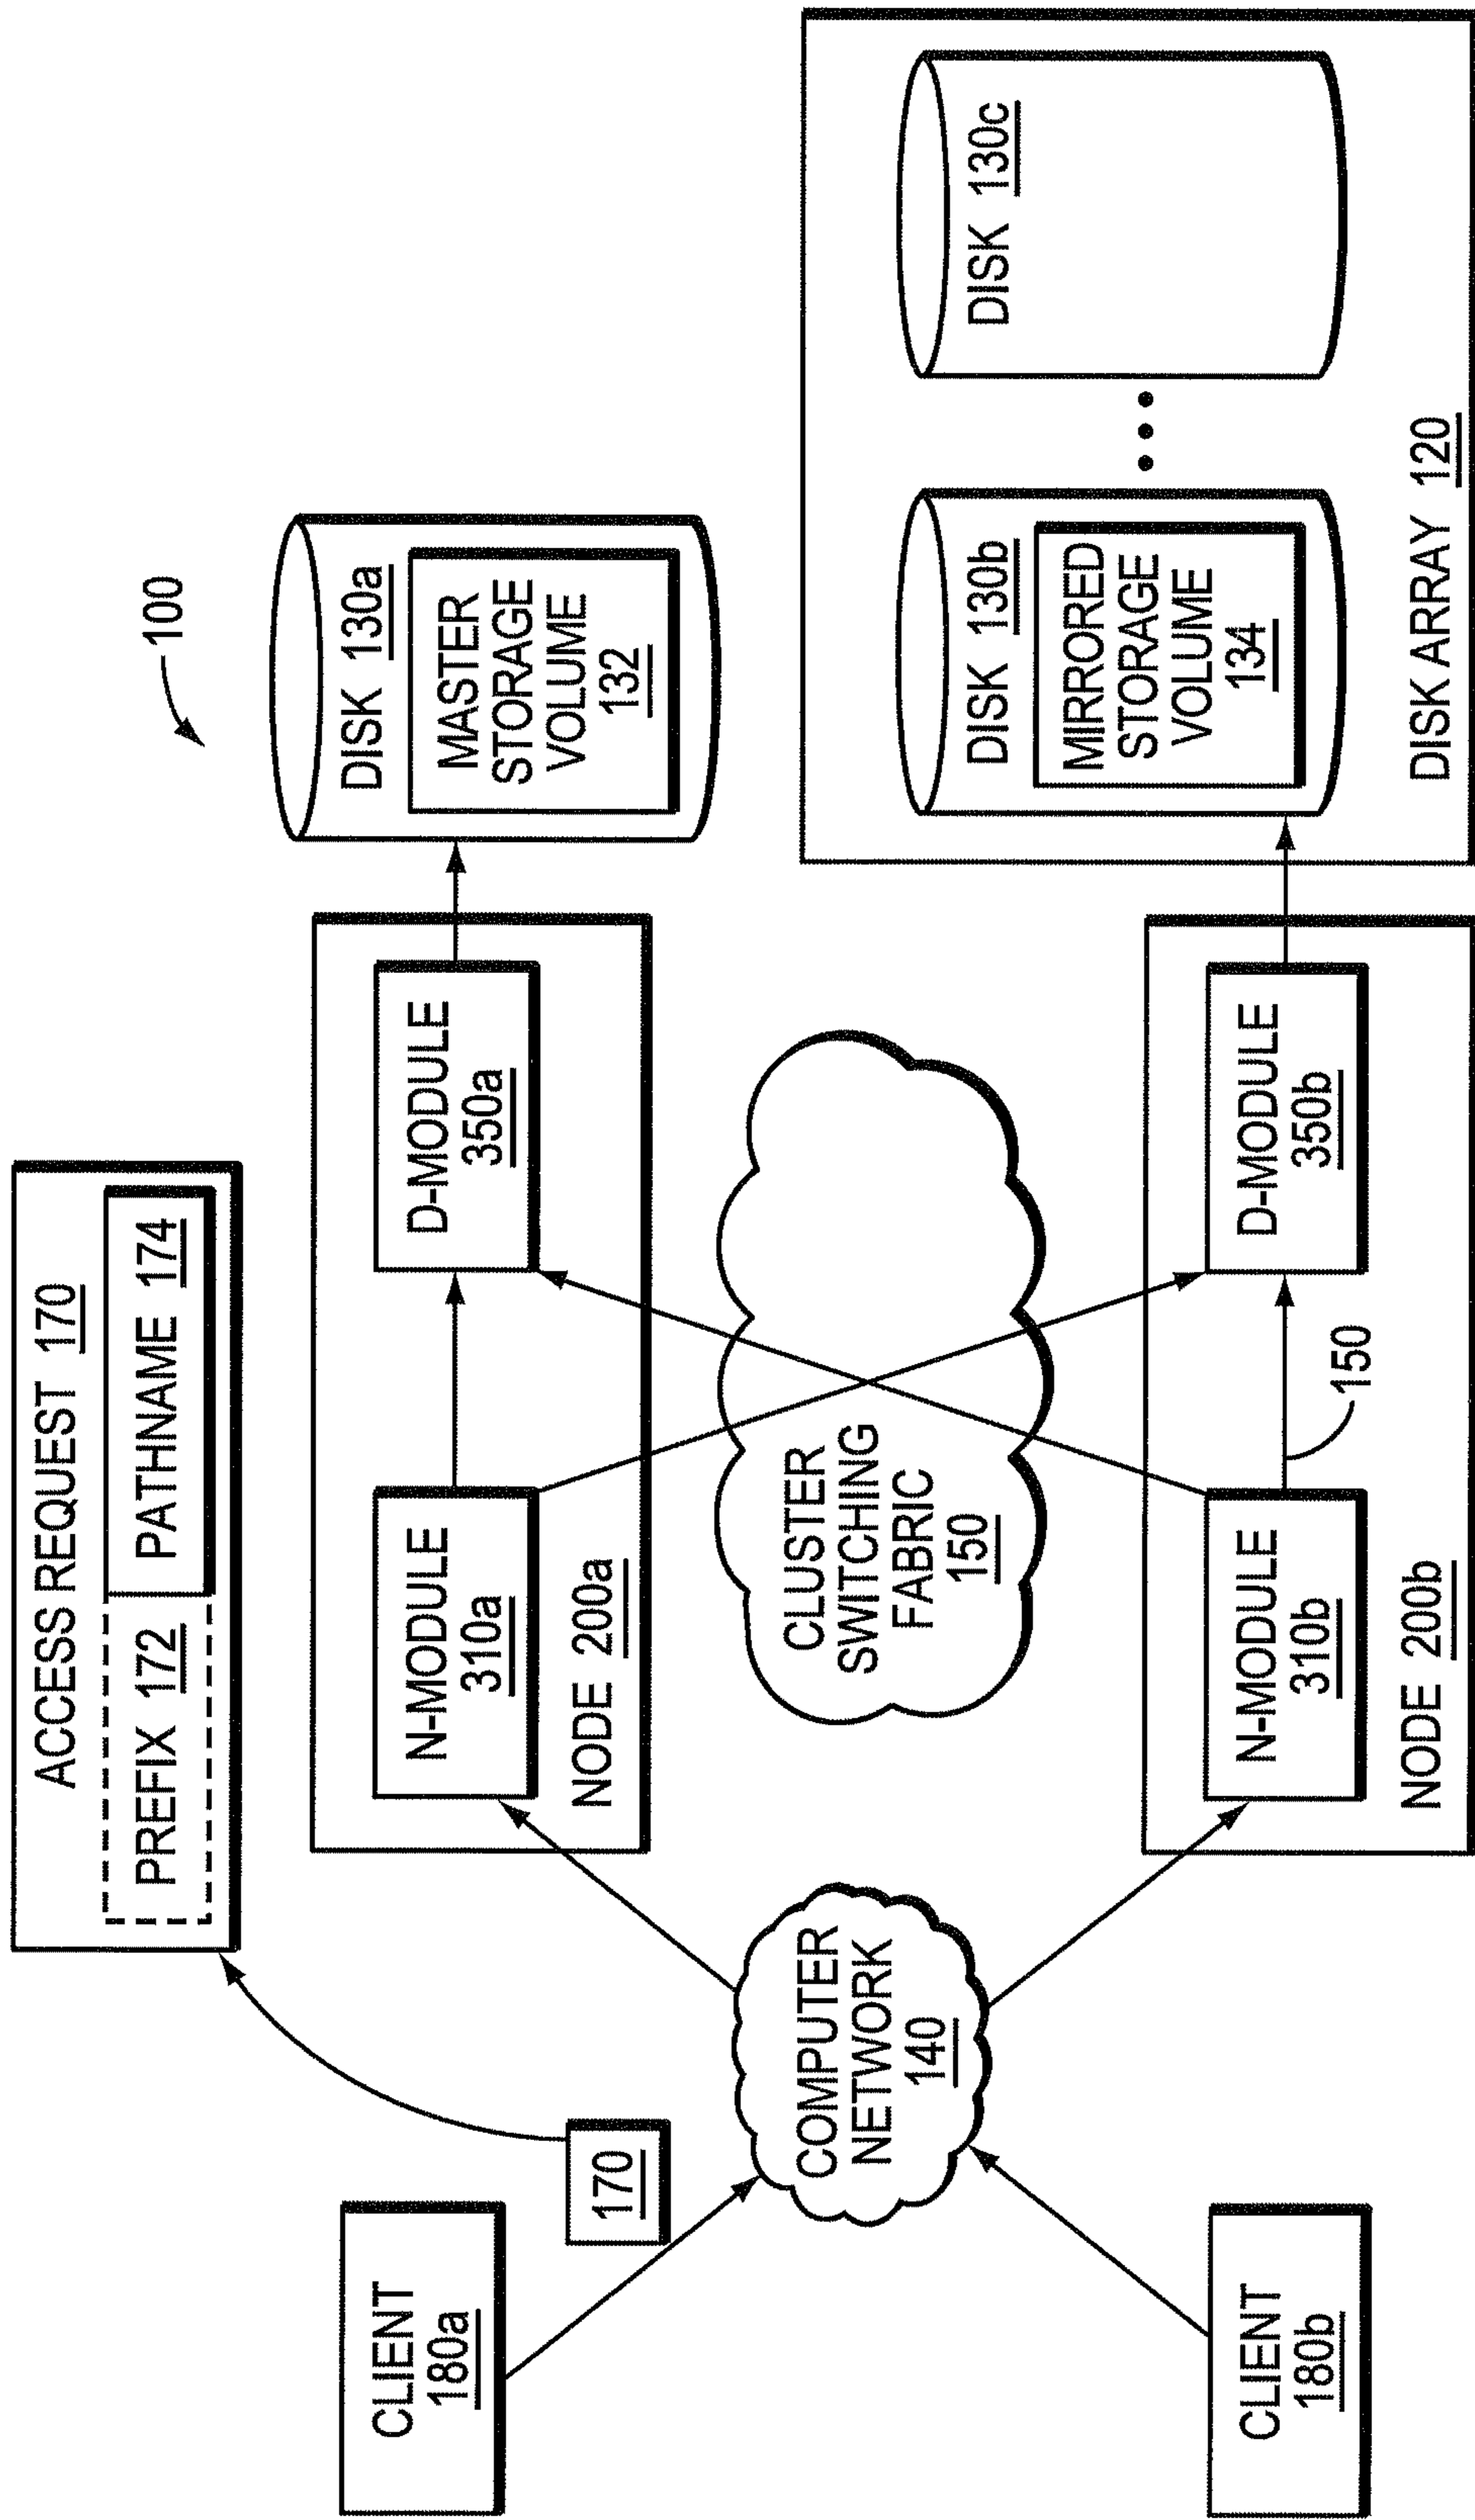 100
ACCESS REQUEST 170
PREFIX 172
PATHNAME 174
CLIENT
180a
170
COMPUTER
NETWORK
140
CLIENT
180b
N-MODULE
310a
D-MODULE
350a
NODE 200a
CLUSTER
SWITCHING
FABRIC
150
N-MODULE
310b
D-MODULE
350b
150
NODE 200b
DISK 130a
MASTER
STORAGE
VOLUME
132
DISK 130b
MIRRORED
STORAGE
VOLUME
134
DISK 130c
DISK ARRAY 120